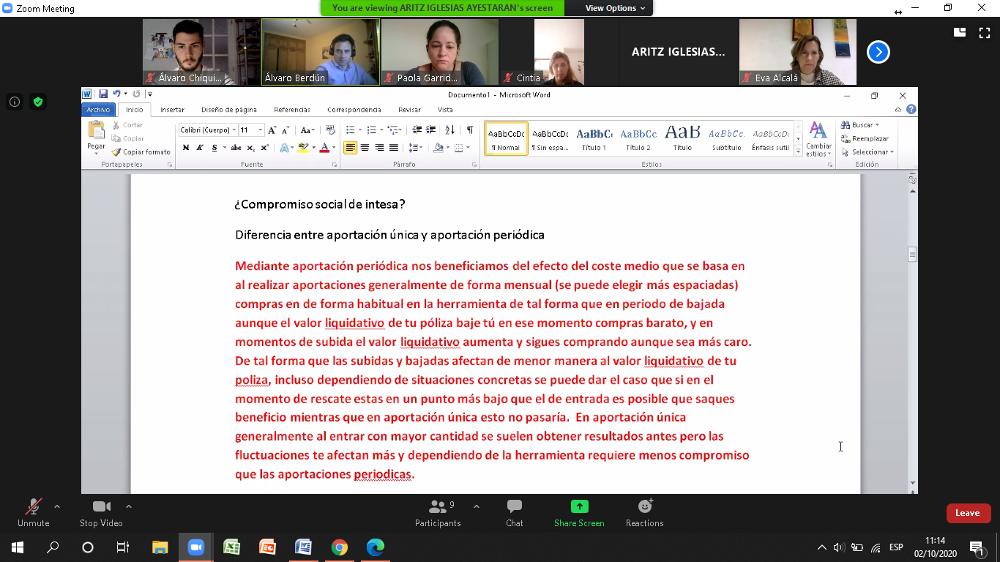 Zoom Meeting
You are viewing ARITZ IGLESIAS AYESTARAN's screen
View Options
Álvaro Chiqui...
Álvaro Berdún
Paola Garrid...
Cintia
ARITZ IGLESIAS...
Eva Alcalá
Documento1 - Microsoft Word
Archivo Inicio Insertar Diseño de página Referencias Correspondencia Revisar Vista
Pegar
Cortar
Copiar
Copiar formato
Portapapeles
Calibri (Cuerpo) 11
Aa
N K S abc x₂ x²
Fuente
Párrafo
AaBbCcDc AaBbCcDc AaBbC AaBbCc AaB AaBbCc. AaBbCcDc
¶ Normal ¶ Sin espa... Título 1 Título 2 Título Subtítulo Énfasis sutil
Cambiar estilos
Estilos
Buscar
Reemplazar
Seleccionar
Edición
¿Compromiso social de intesa?
Diferencia entre aportación única y aportación periódica
Mediante aportación periódica nos beneficiamos del efecto del coste medio que se basa en
al realizar aportaciones generalmente de forma mensual (se puede elegir más espaciadas)
compras en de forma habitual en la herramienta de tal forma que en periodo de bajada
aunque el valor liquidativo de tu póliza baje tú en ese momento compras barato, y en
momentos de subida el valor liquidativo aumenta y sigues comprando aunque sea más caro.
De tal forma que las subidas y bajadas afectan de menor manera al valor liquidativo de tu
poliza, incluso dependiendo de situaciones concretas se puede dar el caso que si en el
momento de rescate estas en un punto más bajo que el de entrada es posible que saques
beneficio mientras que en aportación única esto no pasaría. En aportación única
generalmente al entrar con mayor cantidad se suelen obtener resultados antes pero las
fluctuaciones te afectan más y dependiendo de la herramienta requiere menos compromiso
que las aportaciones periodicas.
Unmute
Stop Video
9
Participants
Chat
Share Screen
Reactions
Leave
ESP
11:14
02/10/2020
1